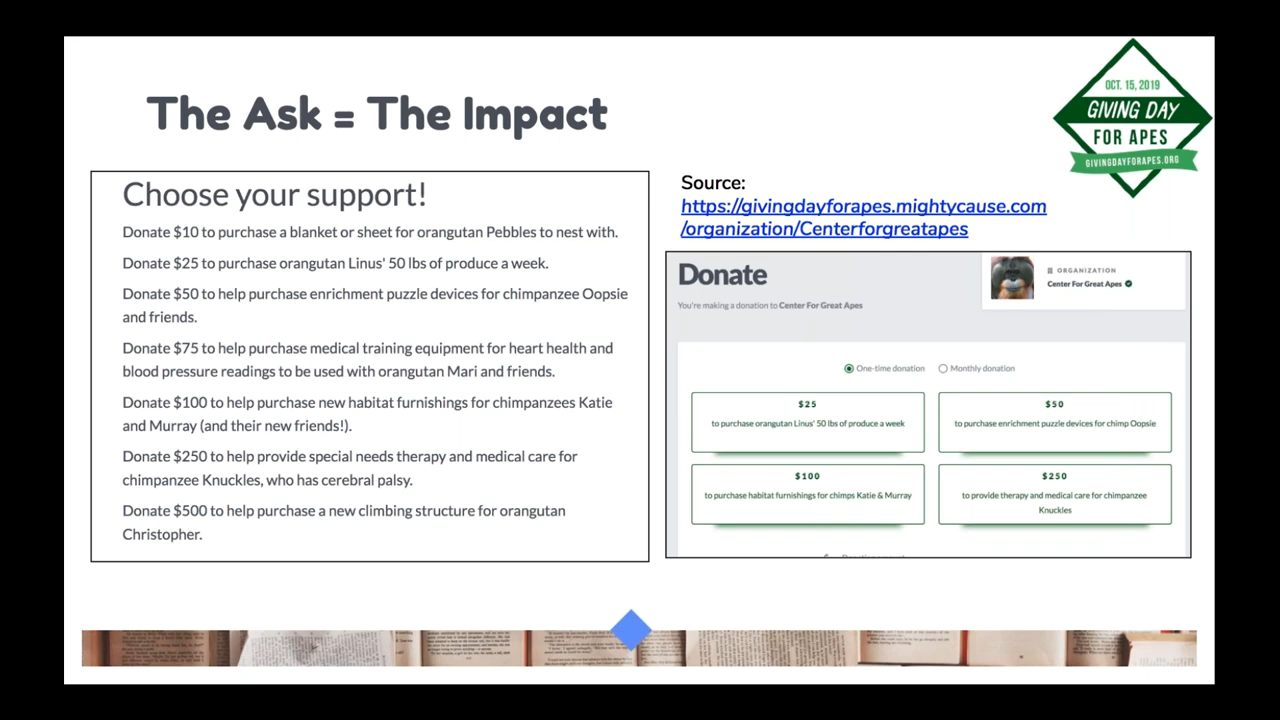 The Ask = The Impact
OCT. 15, 2019
GIVING DAY
FOR APES
GIVINGDAYFORAPES.ORG
Choose your support!
Donate $10 to purchase a blanket or sheet for orangutan Pebbles to nest with.
Donate $25 to purchase orangutan Linus' 50 lbs of produce a week.
Donate $50 to help purchase enrichment puzzle devices for chimpanzee Oopsie
and friends.
Donate $75 to help purchase medical training equipment for heart health and
blood pressure readings to be used with orangutan Mari and friends.
Donate $100 to help purchase new habitat furnishings for chimpanzees Katie
and Murray (and their new friends!).
Donate $250 to help provide special needs therapy and medical care for
chimpanzee Knuckles, who has cerebral palsy.
Donate $500 to help purchase a new climbing structure for orangutan
Christopher.
Source:
https://givingdayforapes.mightycause.com
/organization/Centerforgreatapes
Donate
You're making a donation to Center For Great Apes
ORGANIZATION
Center For Great Apes
One-time donation
Monthly donation
$25
to purchase orangutan Linus' 50 lbs of produce a week
$50
to purchase enrichment puzzle devices for chimp Oopsie
$100
to purchase habitat furnishings for chimps Katie & Murray
$250
to provide therapy and medical care for chimpanzee
Knuckles